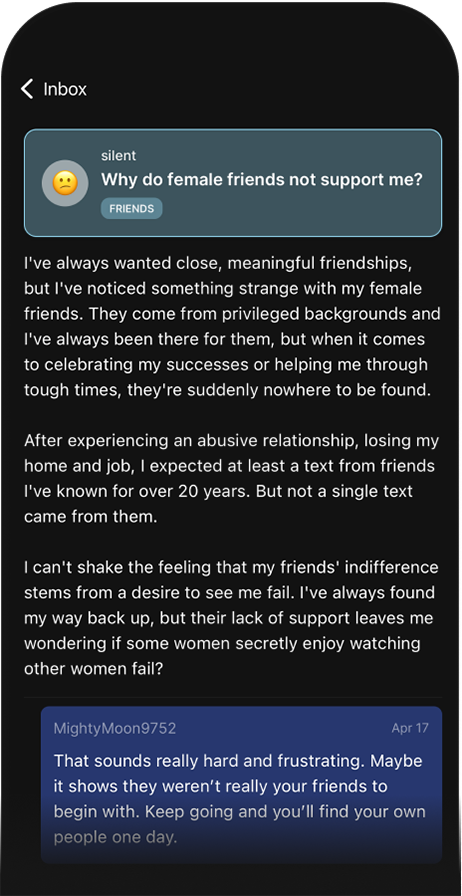 Inbox
silent
Why do female friends not support me?
FRIENDS
I've always wanted close, meaningful friendships,
but I've noticed something strange with my female
friends. They come from privileged backgrounds and
I've always been there for them, but when it comes
to celebrating my successes or helping me through
tough times, they're suddenly nowhere to be found.
After experiencing an abusive relationship, losing my
home and job, I expected at least a text from friends
I've known for over 20 years. But not a single text
came from them.
I can't shake the feeling that my friends' indifference
stems from a desire to see me fail. I've always found
my way back up, but their lack of support leaves me
wondering if some women secretly enjoy watching
other women fail?
MightyMoon9752
Apr 17
That sounds really hard and frustrating. Maybe
it shows they weren’t really your friends to
begin with. Keep going and you’ll find your own
people one day.